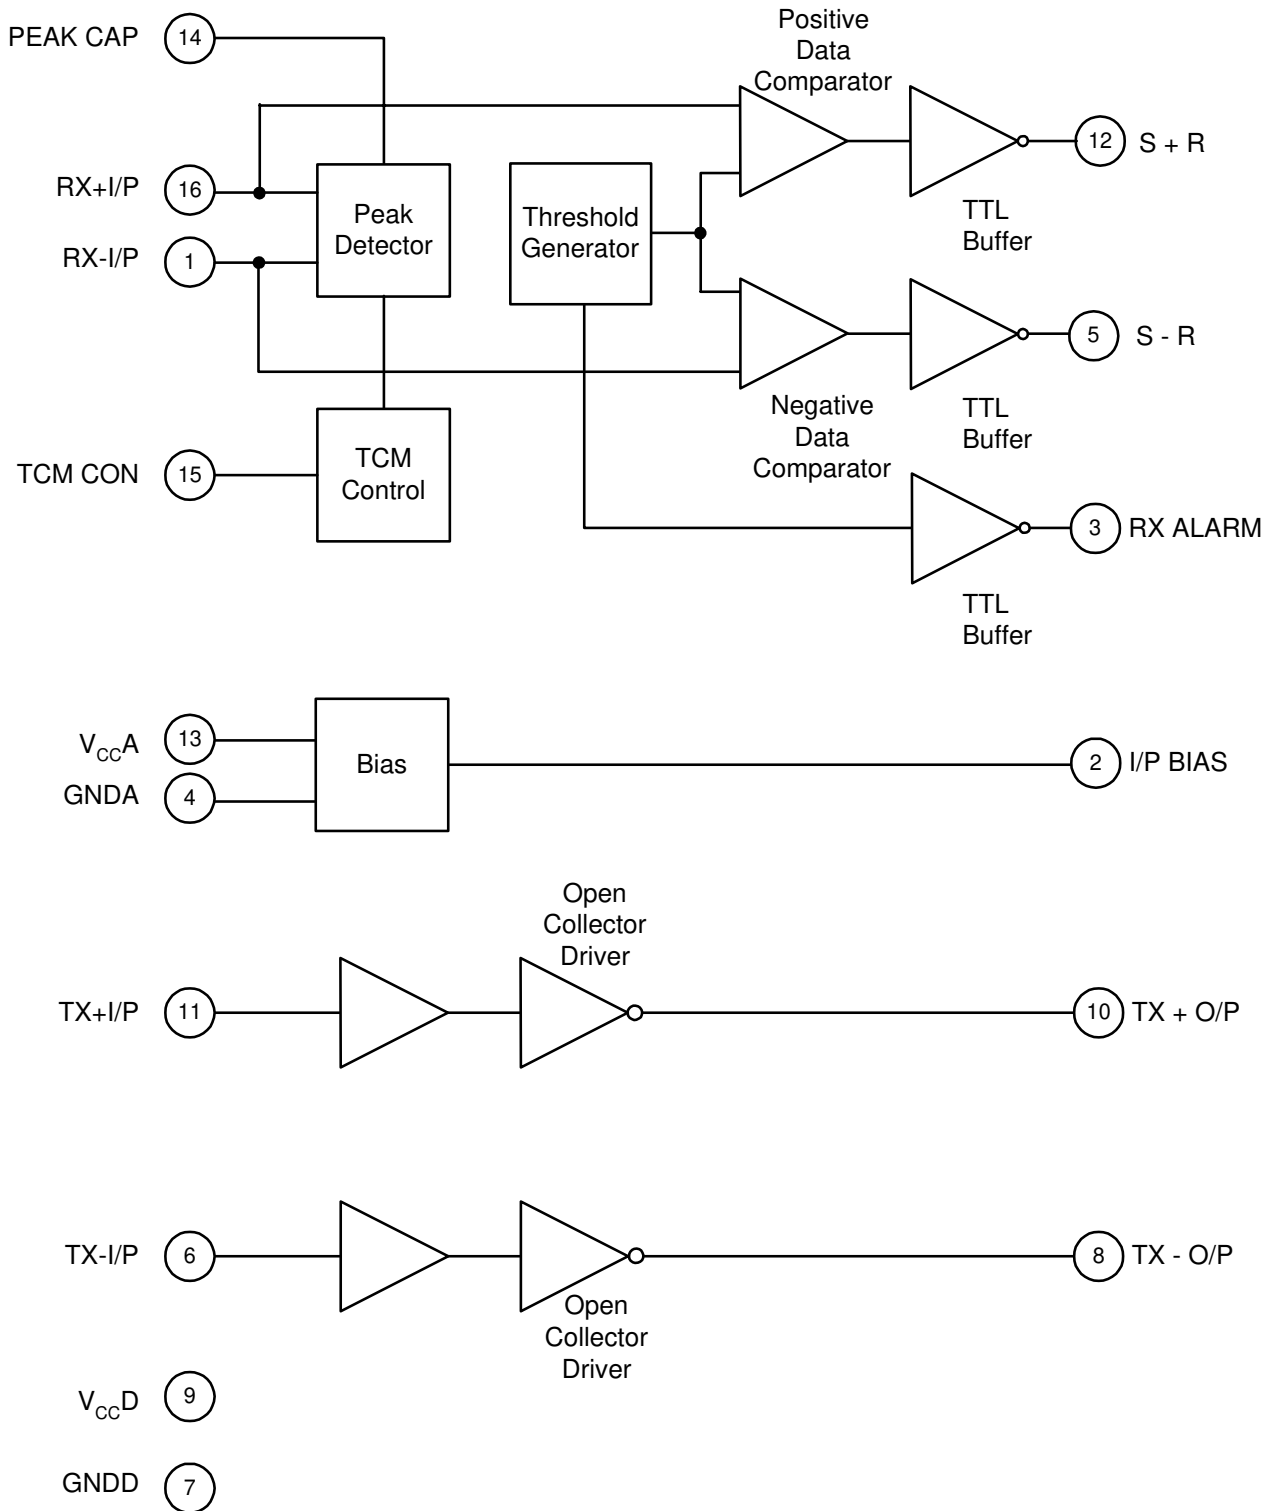 PEAK CAP 14
Positive
Data
Comparator
12 S + R
RX+I/P 16
Peak
Detector
Threshold
Generator
TTL
Buffer
RX-I/P 1
5 S - R
Negative
Data
Comparator
TTL
Buffer
TCM CON 15
TCM
Control
3 RX ALARM
TTL
Buffer
VCCA 13
Bias
2 I/P BIAS
GNDA 4
Open
Collector
Driver
TX+I/P 11
10 TX + O/P
TX-I/P 6
8 TX - O/P
Open
Collector
Driver
VCCD 9
GNDD 7